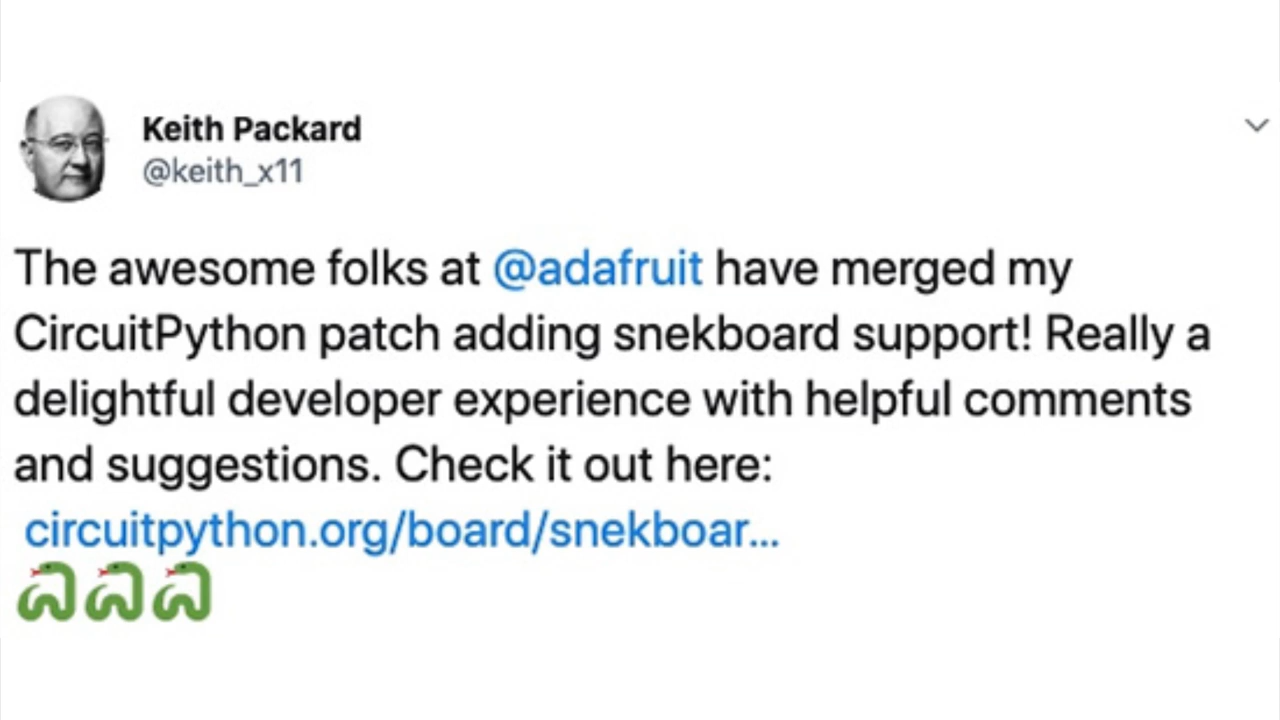 Keith Packard
@keith_x11
The awesome folks at @adafruit have merged my
CircuitPython patch adding snekboard support! Really a
delightful developer experience with helpful comments
and suggestions. Check it out here:
circuitpython.org/board/snekboar...
🐍🐍🐍